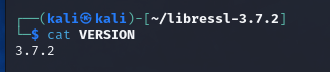 ┌──(kali㉿kali)-[~/libressl-3.7.2]
└─$ cat VERSION
3.7.2